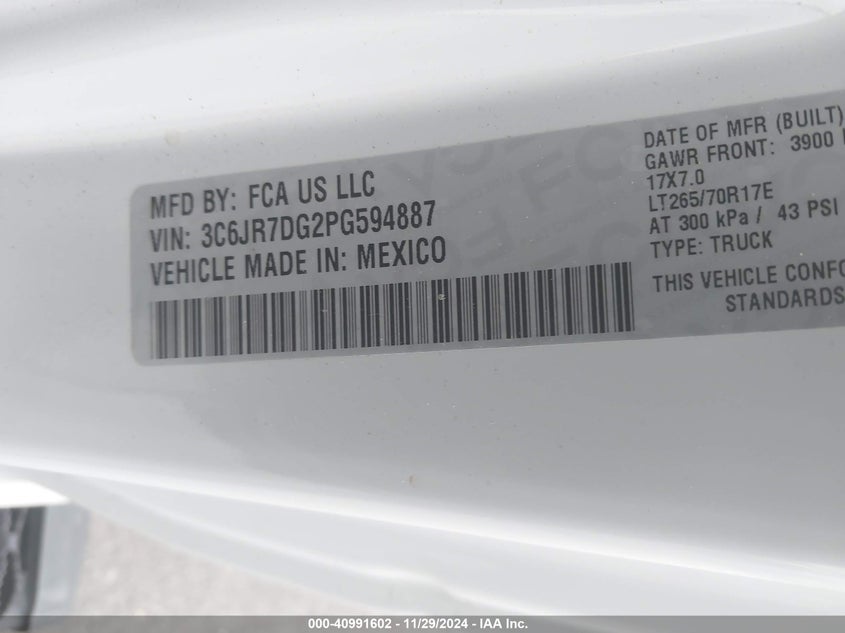 MFD BY: FCA US LLC
VIN: 3C6JR7DG2PG594887
VEHICLE MADE IN: MEXICO
DATE OF MFR (BUILT)
GAWR FRONT: 3900
17X7.0
LT265/70R17E
AT 300 kPa / 43 PSI
TYPE: TRUCK
THIS VEHICLE CONFO
STANDARDS
000-40991602 - 11/29/2024 - IAA Inc.